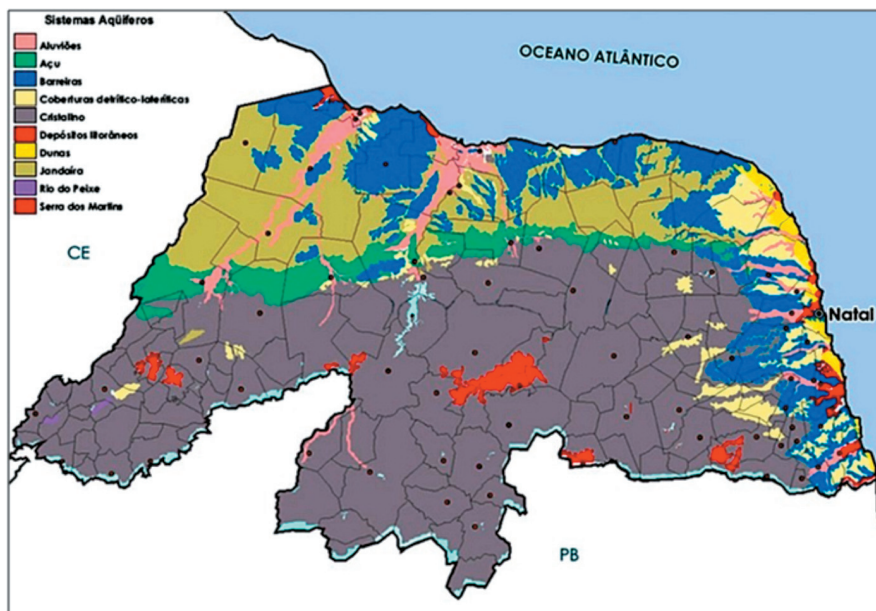 Sistemas Aqüíferos
Aluviões
Açu
Barreiras
Coberturas detrítico-lateríticas
Cristalino
Depósitos litorâneos
Dunas
Jandaíra
Rio do Peixe
Serra dos Martins
OCEANO ATLÂNTICO
CE
Natal
PB